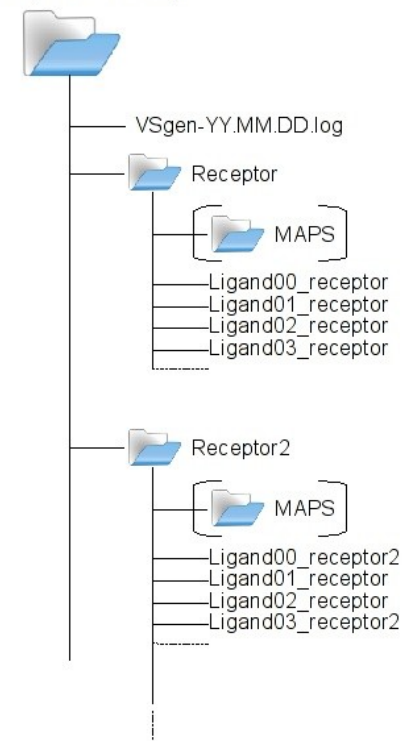 VSgen-YY.MM.DD.log
Receptor
MAPS
Ligand00_receptor
Ligand01_receptor
Ligand02_receptor
Ligand03_receptor
Receptor2
MAPS
Ligand00_receptor2
Ligand01_receptor
Ligand02_receptor
Ligand03_receptor2